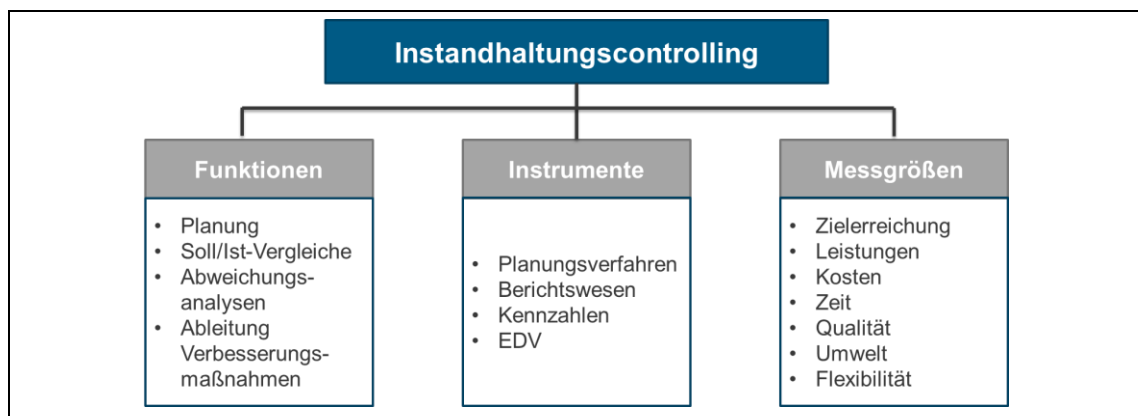 Instandhaltungscontrolling
Funktionen
• Planung
• Soll/Ist-Vergleiche
• Abweichungs-
analysen
• Ableitung
Verbesserungs-
maßnahmen
Instrumente
• Planungsverfahren
• Berichtswesen
• Kennzahlen
• EDV
Messgrößen
• Zielerreichung
• Leistungen
• Kosten
• Zeit
• Qualität
• Umwelt
• Flexibilität